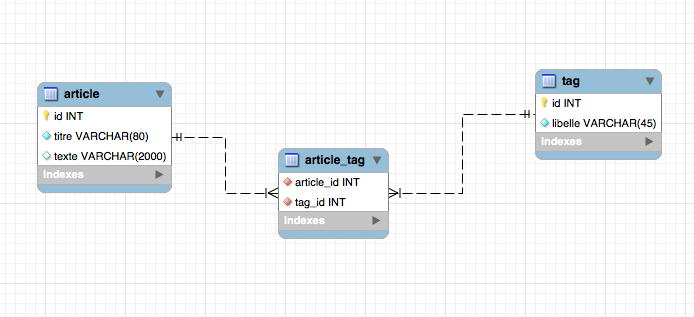 article
id INT
titre VARCHAR(80)
texte VARCHAR(2000)
Indexes
article_tag
article_id INT
tag_id INT
Indexes
tag
id INT
libelle VARCHAR(45)
Indexes